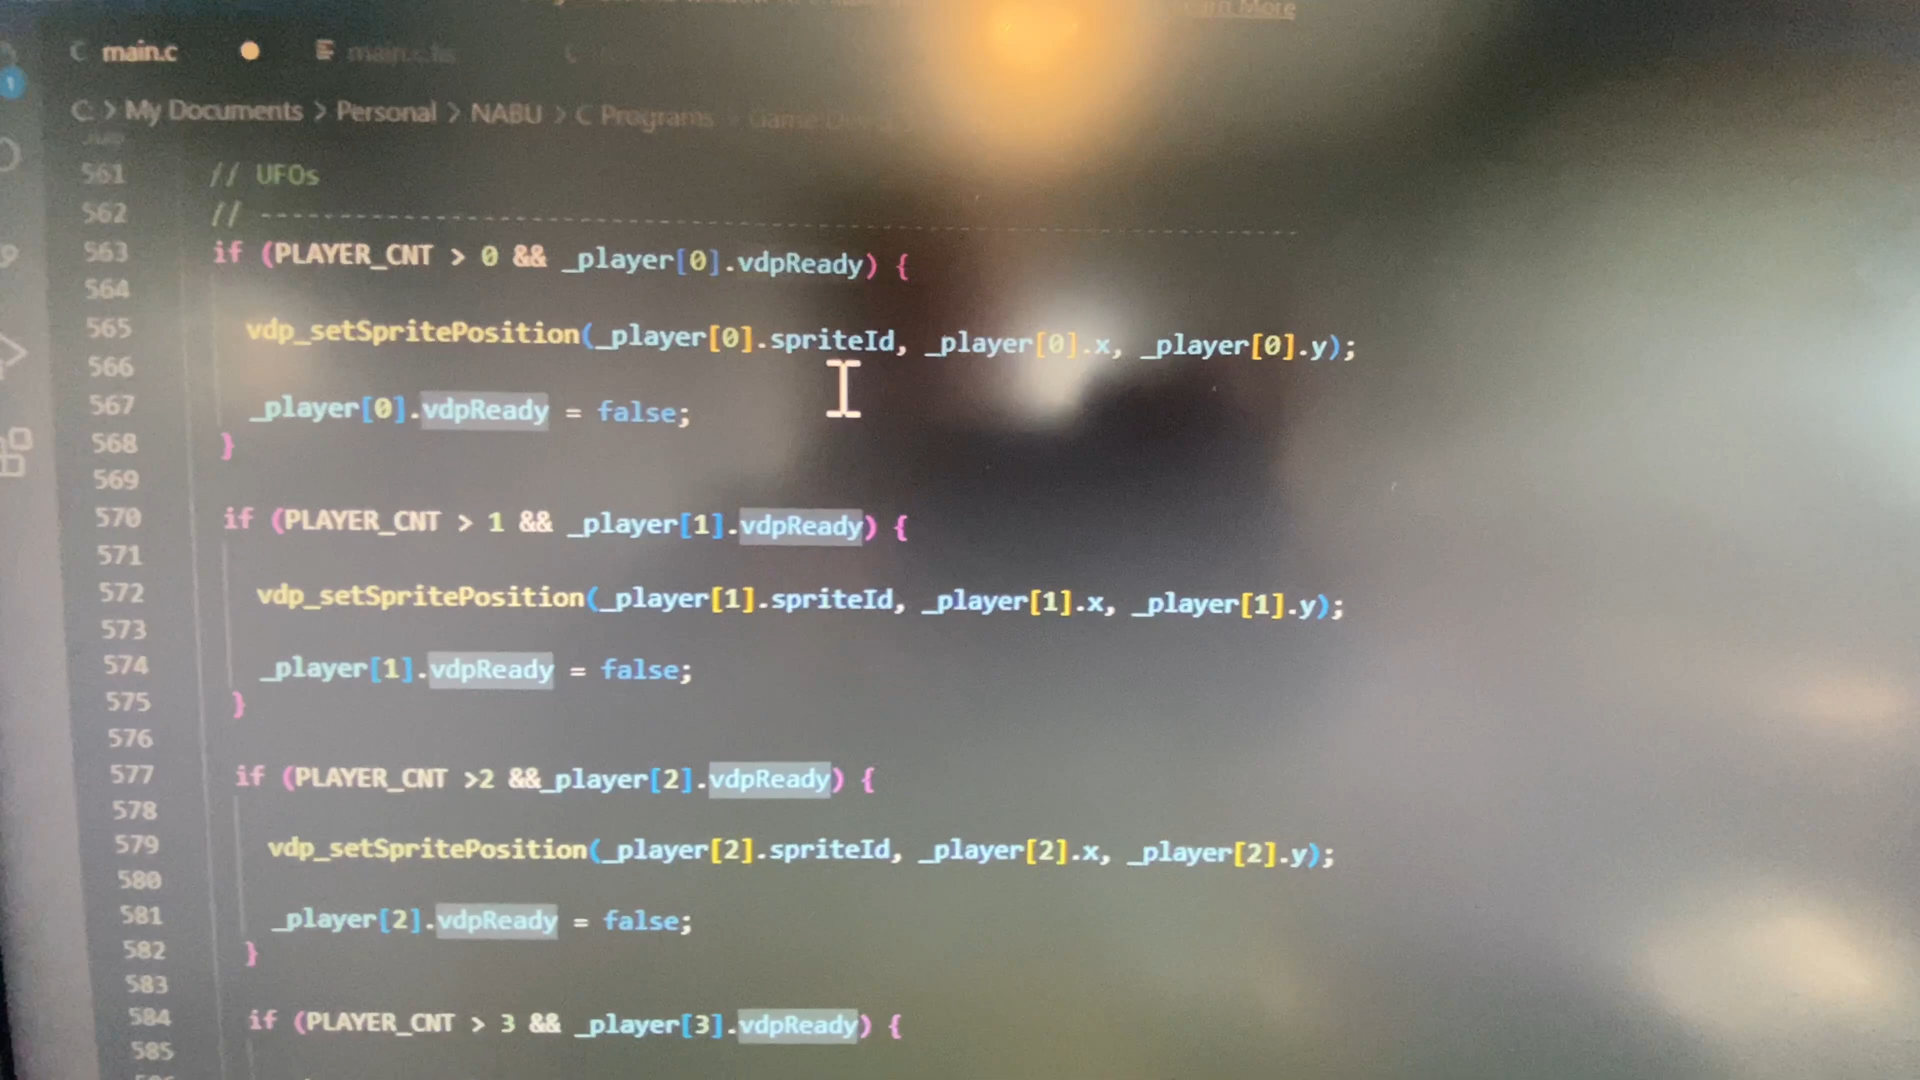 Learn More
main.c
C: > My Documents > Personal > NABU > C Programs
561 // UFOs
562 // --------------------------------------------------------------------------------
563 if (PLAYER_CNT > 0 && _player[0].vdpReady) {
564
565 vdp_setSpritePosition(_player[0].spriteId, _player[0].x, _player[0].y);
566
567 _player[0].vdpReady = false;
568 }
569
570 if (PLAYER_CNT > 1 && _player[1].vdpReady) {
571
572 vdp_setSpritePosition(_player[1].spriteId, _player[1].x, _player[1].y);
573
574 _player[1].vdpReady = false;
575 }
576
577 if (PLAYER_CNT >2 &&_player[2].vdpReady) {
578
579 vdp_setSpritePosition(_player[2].spriteId, _player[2].x, _player[2].y);
580
581 _player[2].vdpReady = false;
582 }
583
584 if (PLAYER_CNT > 3 && _player[3].vdpReady) {
585